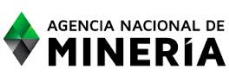 AGENCIA NACIONAL DE
MINERÍA